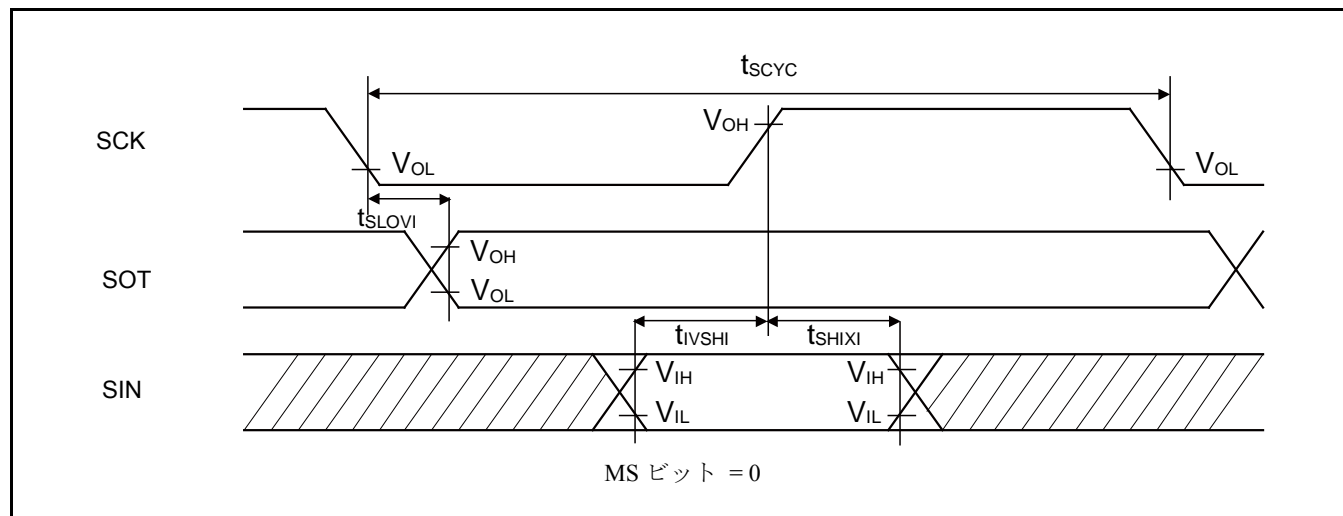 tSCYC
SCK
VOH
VOL
VOL
tSLOVI
SOT
VOH
VOL
tIVSHI
tSHIXI
SIN
VIH
VIH
VIL
VIL
MS ビット = 0